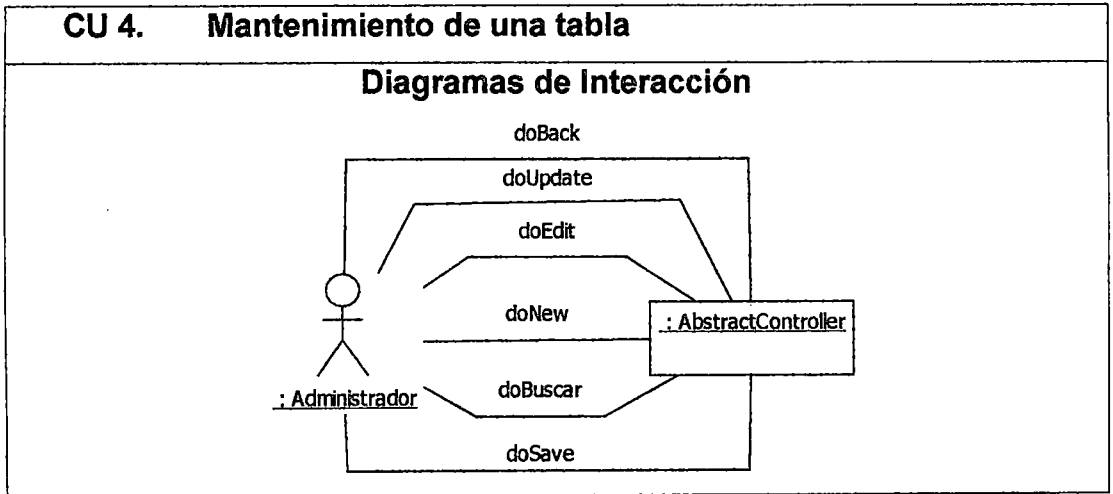 CU 4. Mantenimiento de una tabla
Diagramas de Interacción
doBack
doUpdate
doEdit
doNew
: AbstractController
doBuscar
: Administrador
doSave